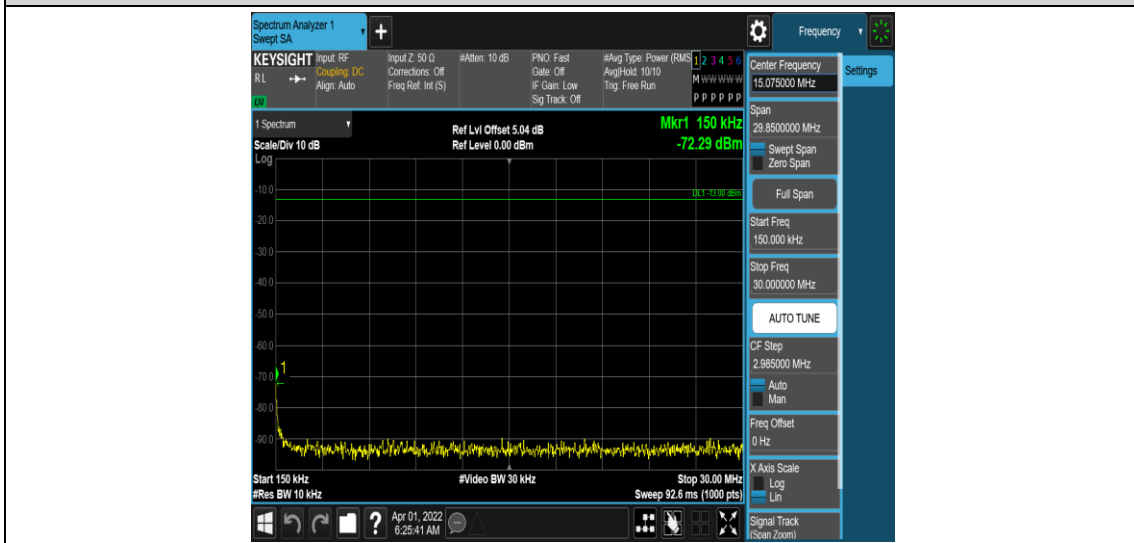 Spectrum Analyzer 1
Swept SA
+
Frequency
KEYSIGHT
RL
LXI
Input: RF
Coupling: DC
Align: Auto
Input Z: 50 Ω
Corrections: Off
Freq Ref: Int (S)
#Atten: 10 dB
PNO: Fast
Gate: Off
IF Gain: Low
Sig Track: Off
#Avg Type: Power (RMS
Avg|Hold: 10/10
Trig: Free Run
1 2 3 4 5 6
M W W W W W
P P P P P P
Center Frequency
15.075000 MHz
Settings
1 Spectrum
Scale/Div 10 dB
Ref Lvl Offset 5.04 dB
Ref Level 0.00 dBm
Mkr1 150 kHz
-72.29 dBm
Log
DL1 -13.00 dBm
-10.0
-20.0
-30.0
-40.0
-50.0
-60.0
-70.0
-80.0
-90.0
1
Start 150 kHz
#Video BW 30 kHz
Stop 30.00 MHz
#Res BW 10 kHz
Sweep 92.6 ms (1000 pts)
Span
29.8500000 MHz
Swept Span
Zero Span
Full Span
Start Freq
150.000 kHz
Stop Freq
30.000000 MHz
AUTO TUNE
CF Step
2.985000 MHz
Auto
Man
Freq Offset
0 Hz
X Axis Scale
Log
Lin
Signal Track
(Span Zoom)
?
Apr 01, 2022
6:25:41 AM